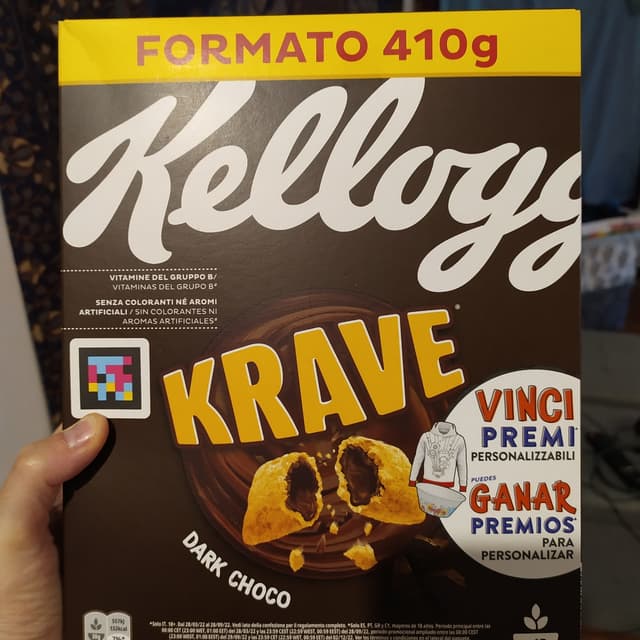 FORMATO 410g
Kellogg
VITAMINE DEL GRUPPO B/
VITAMINAS DEL GRUPO B*
SENZA COLORANTI NÉ AROMI
ARTIFICIALI / SIN COLORANTES NI
AROMAS ARTIFICIALES*
KRAVE
VINCI
PREMI*
PERSONALIZZABILI
PUEDES
GANAR
PREMIOS*
PARA
PERSONALIZAR
DARK CHOCO